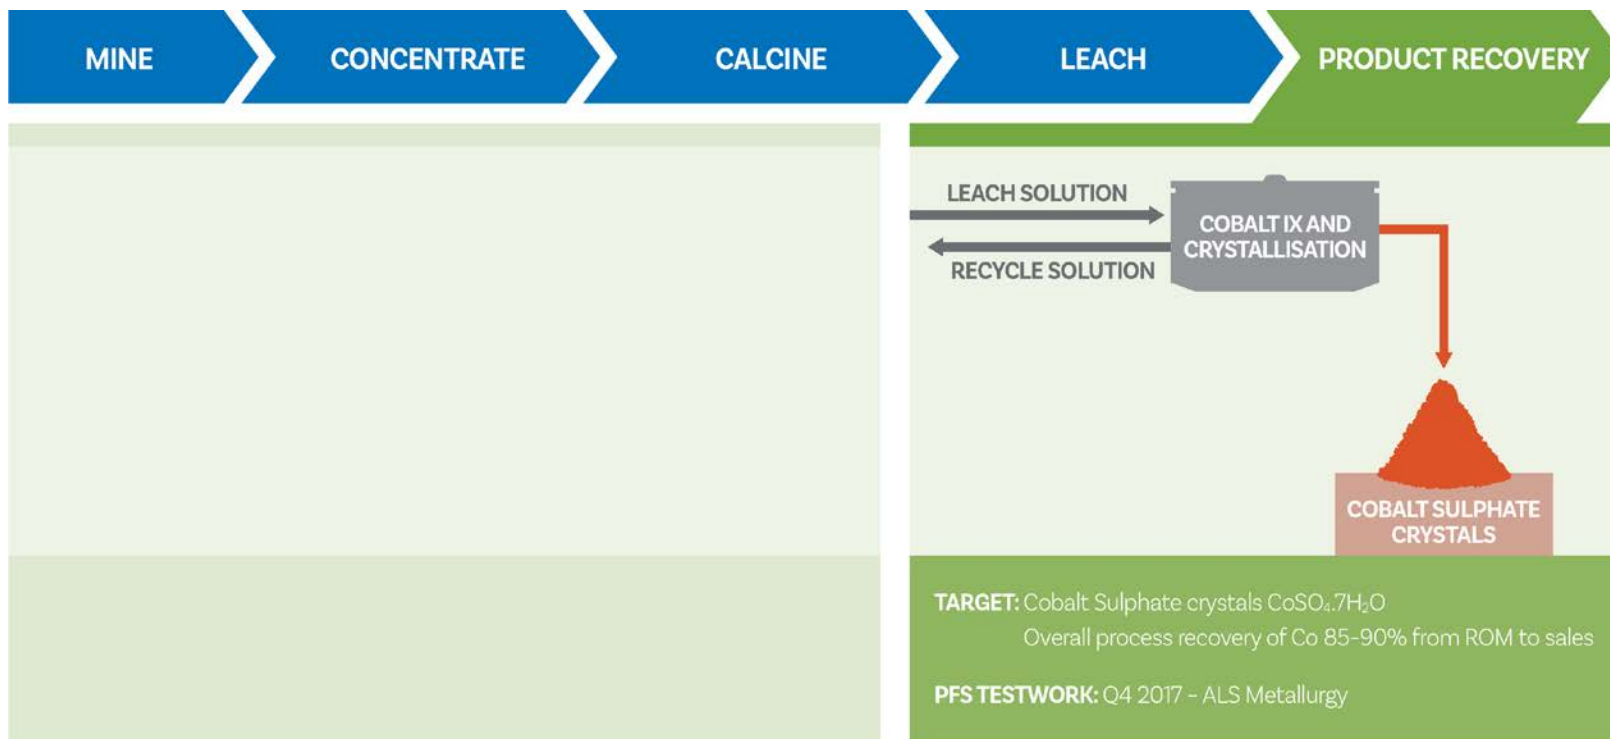 MINE
CONCENTRATE
CALCINE
LEACH
PRODUCT RECOVERY
LEACH SOLUTION
RECYCLE SOLUTION
COBALT IX AND
CRYSTALLISATION
COBALT SULPHATE
CRYSTALS
TARGET: Cobalt Sulphate crystals CoSO₄.7H₂O
Overall process recovery of Co 85-90% from ROM to sales
PFS TESTWORK: Q4 2017 – ALS Metallurgy